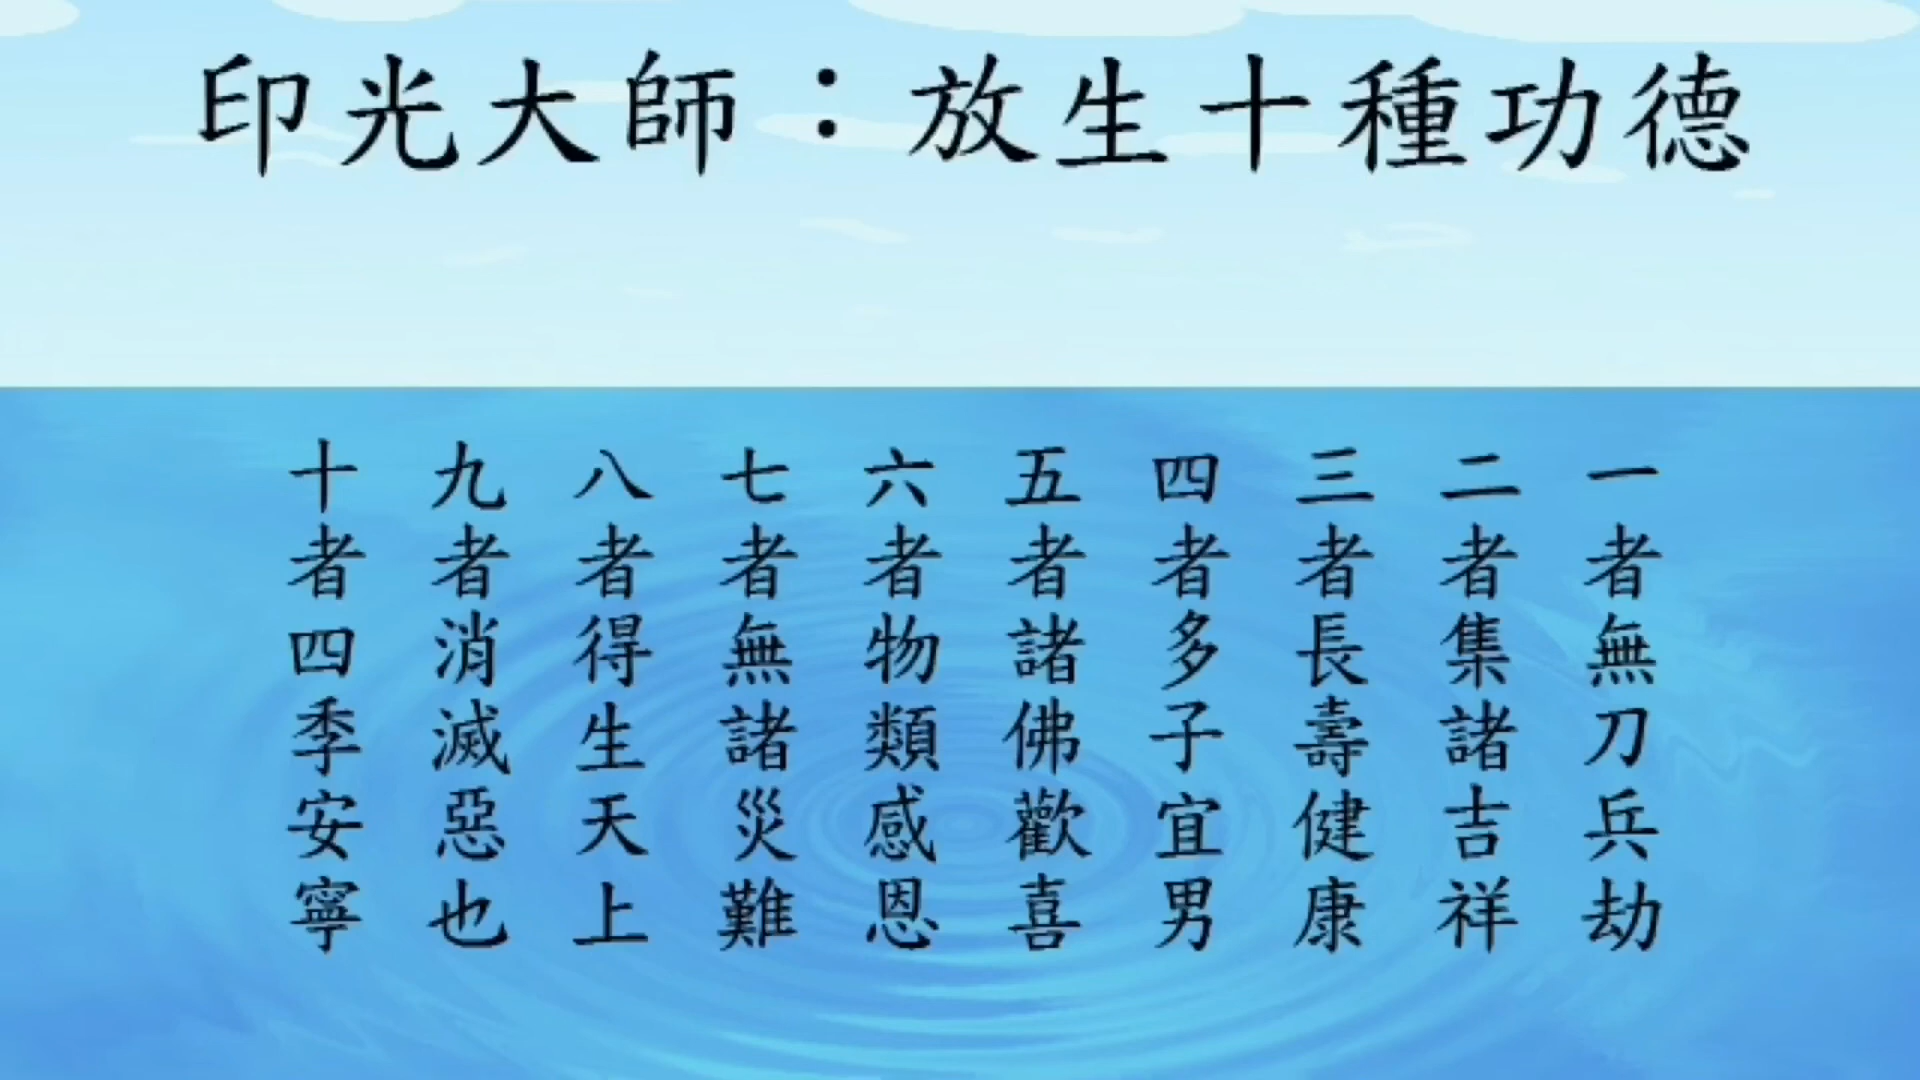 印光大師：放生十種功德
一者無刀兵劫
二者集諸吉祥
三者長壽健康
四者多子宜男
五者諸佛歡喜
六者物類感恩
七者無諸災難
八者得生天上
九者消滅惡也
十者四季安寧